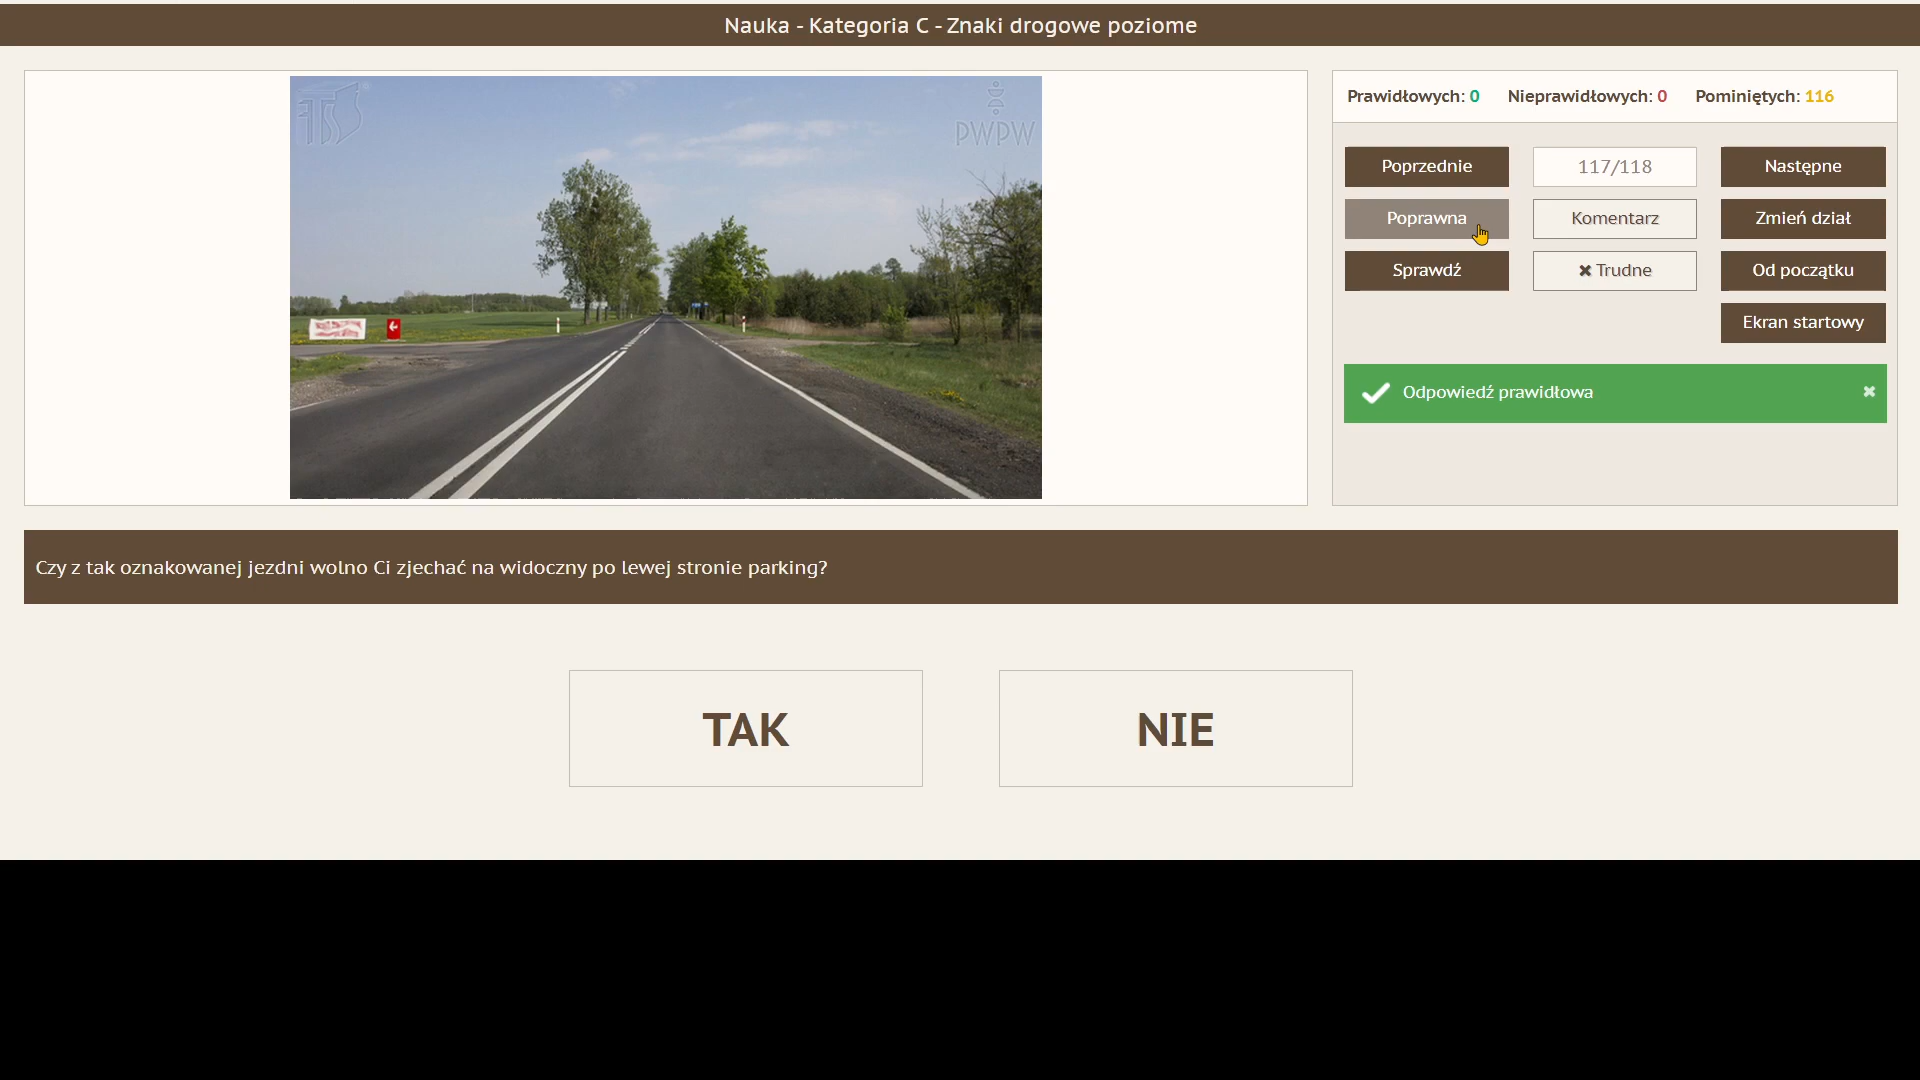 Nauka - Kategoria C - Znaki drogowe poziome
PWPW
Prawidłowych: 0 Nieprawidłowych: 0 Pominiętych: 116
Poprzednie 117/118 Następne
Poprawna Komentarz Zmień dział
Sprawdź ✖ Trudne Od początku
Ekran startowy
Odpowiedź prawidłowa
Czy z tak oznakowanej jezdni wolno Ci zjechać na widoczny po lewej stronie parking?
TAK NIE